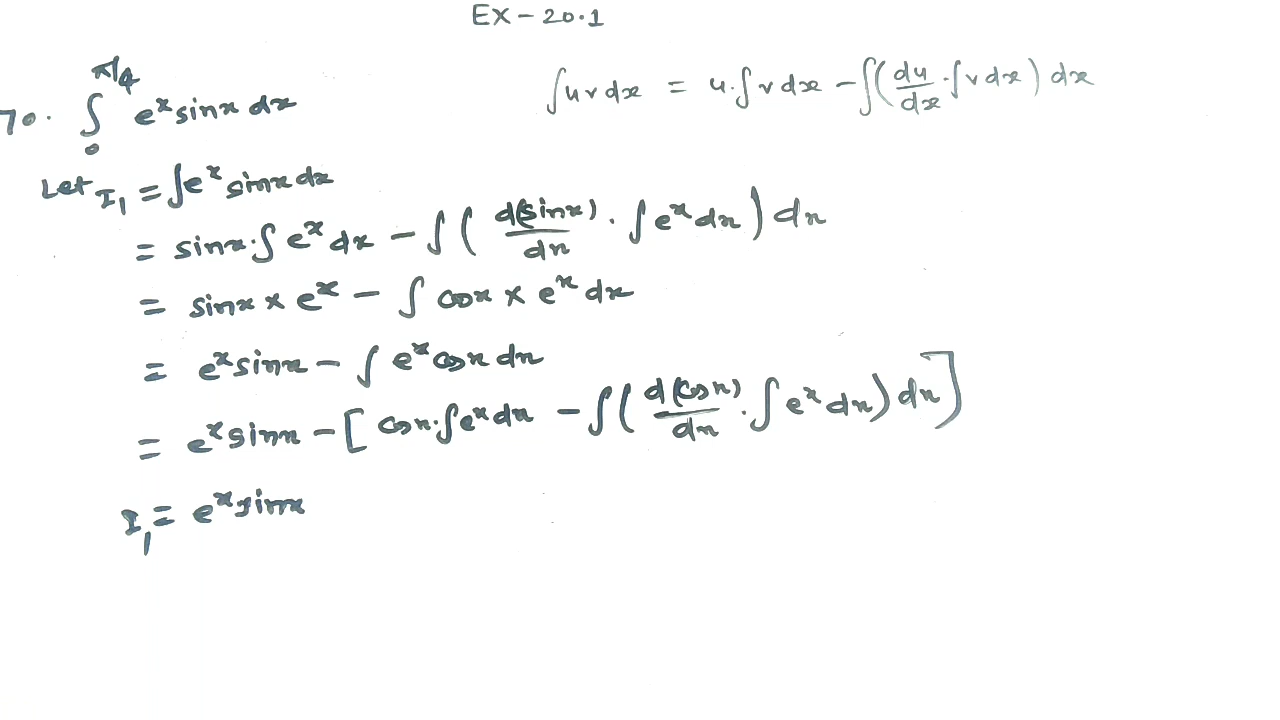 EX - 20.1
70. ∫₀^(π/4) e^x sinx dx
∫uv dx = u.∫v dx - ∫(du/dx .∫v dx) dx
Let I₁ = ∫e^x sinx dx
= sinx.∫e^x dx - ∫(d(sinx)/dx . ∫e^x dx) dx
= sinx × e^x - ∫ cosx × e^x dx
= e^x sinx - ∫ e^x cosx dx
= e^x sinx - [cosx.∫e^x dx - ∫(d(cosx)/dx . ∫e^x dx) dx]
I₁ = e^x sinx